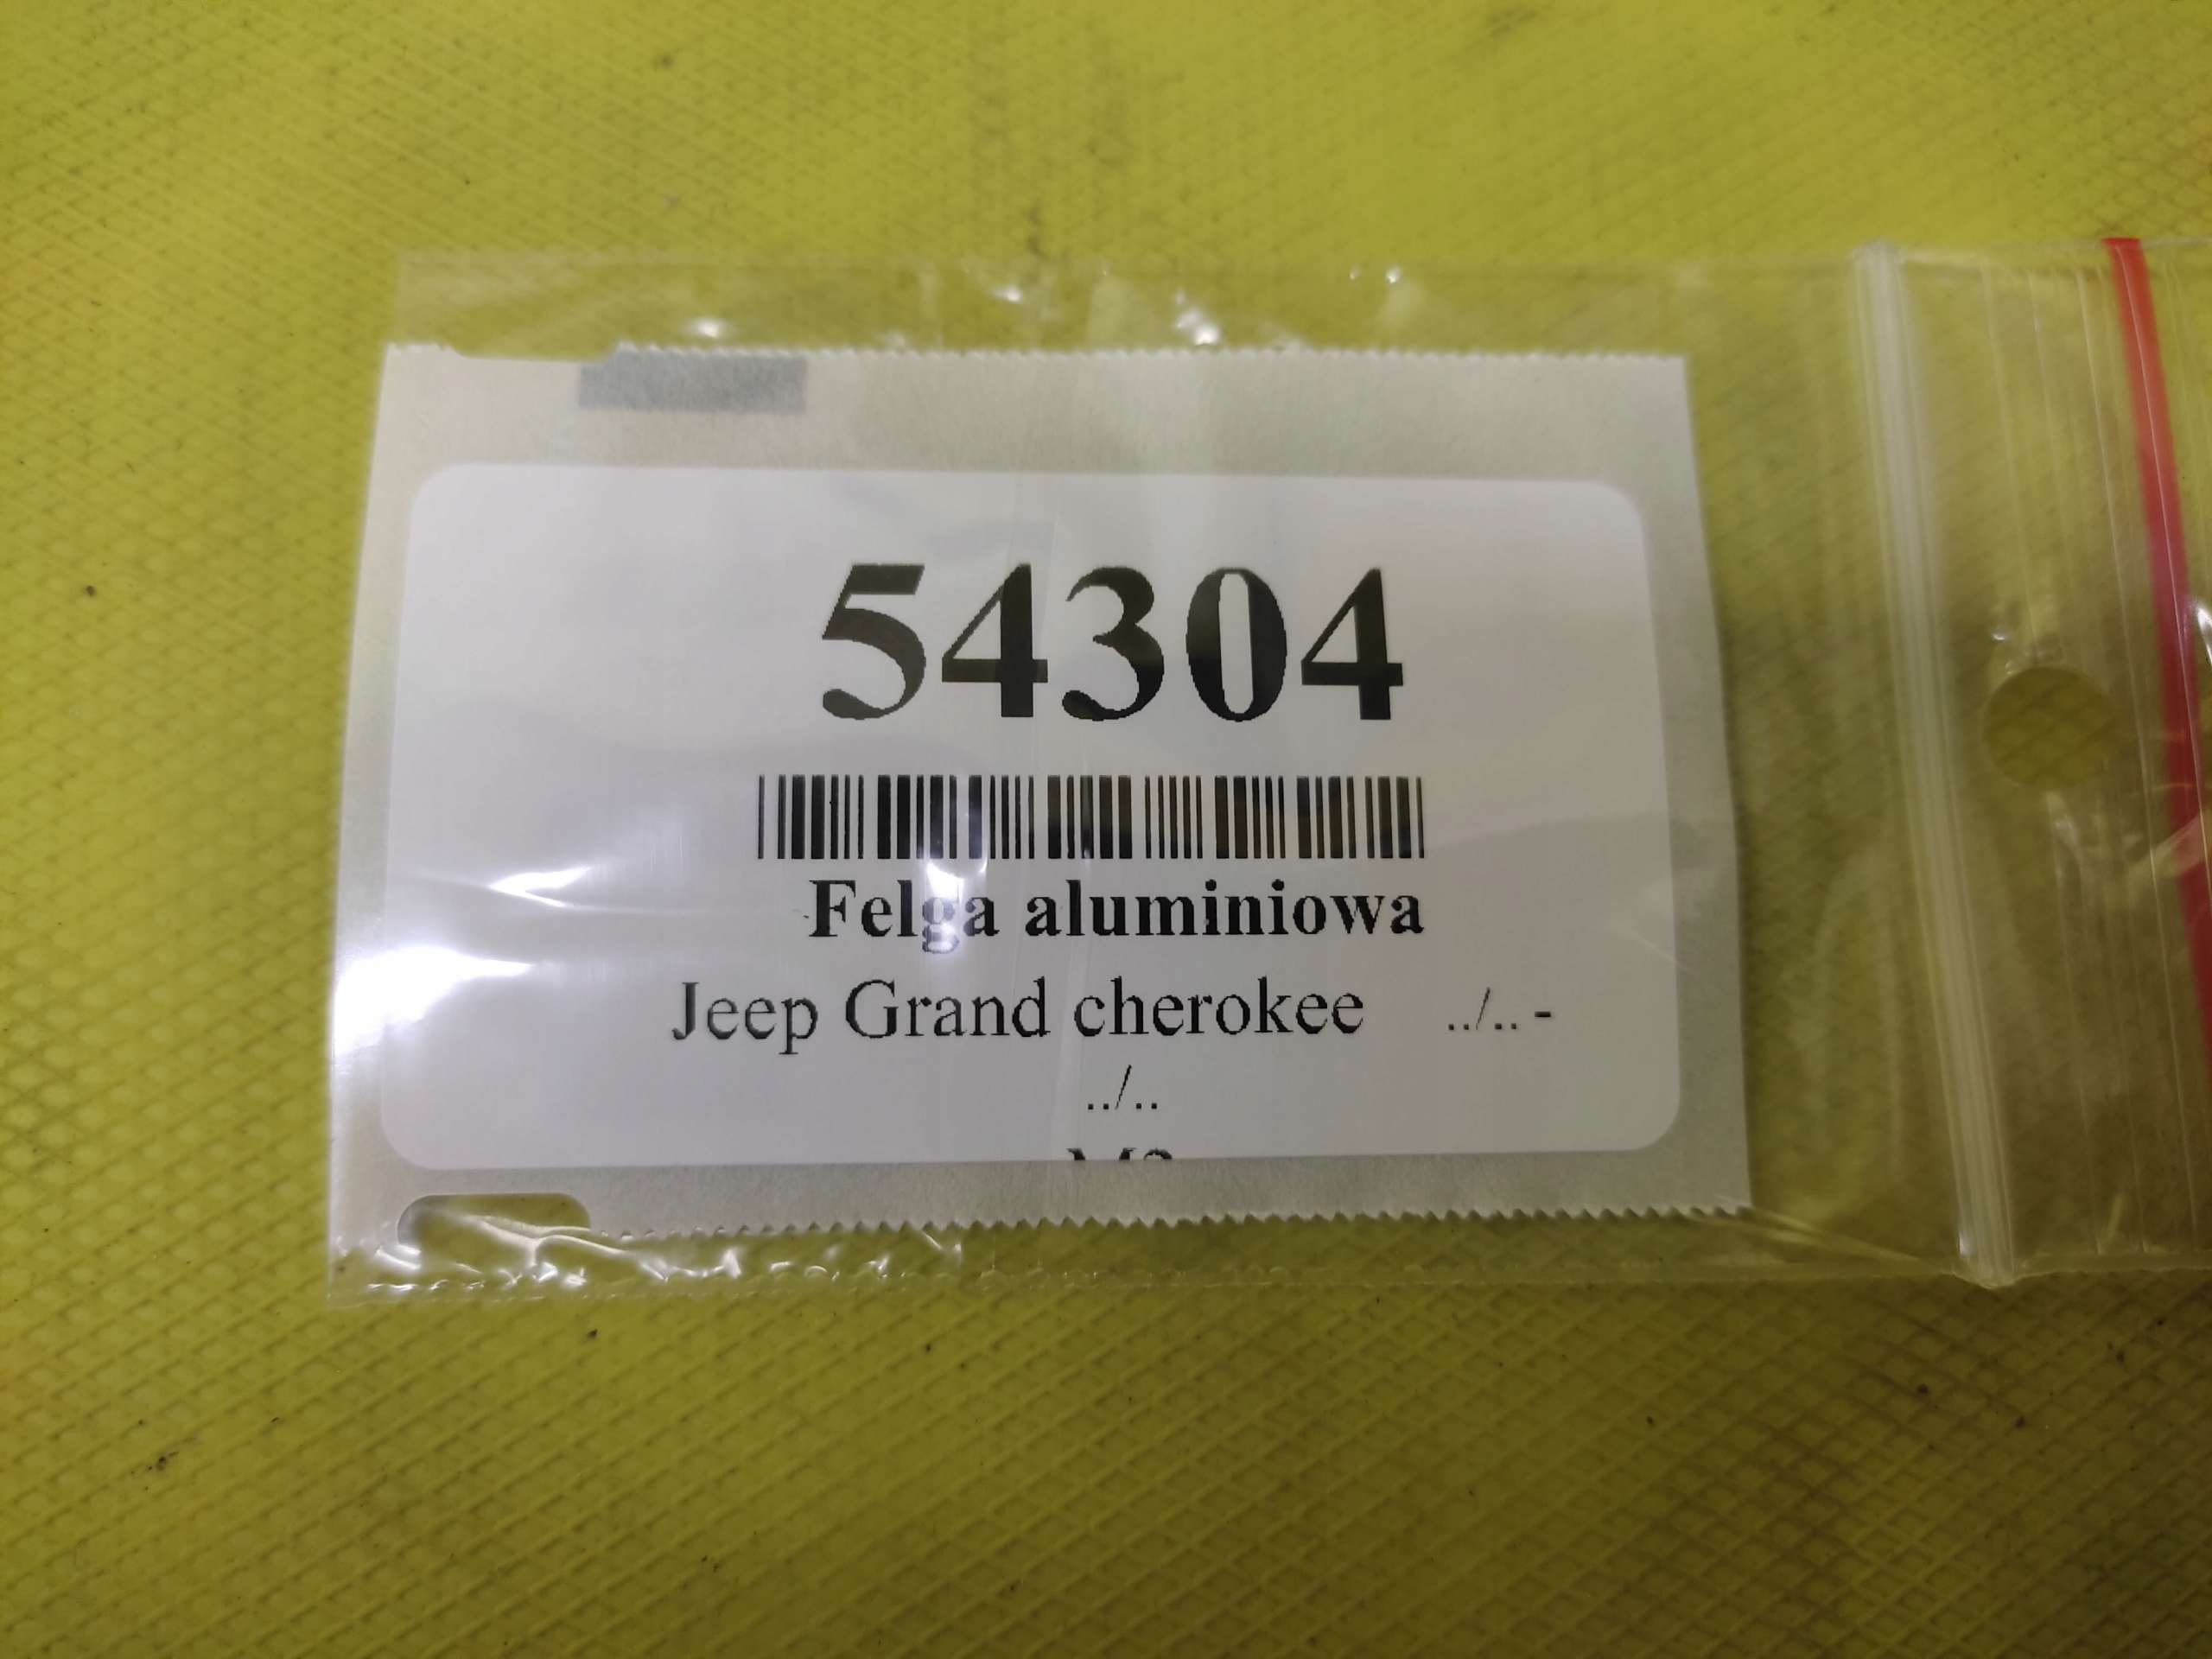 54304
Felga aluminiowa
Jeep Grand cherokee ../.. -
../..